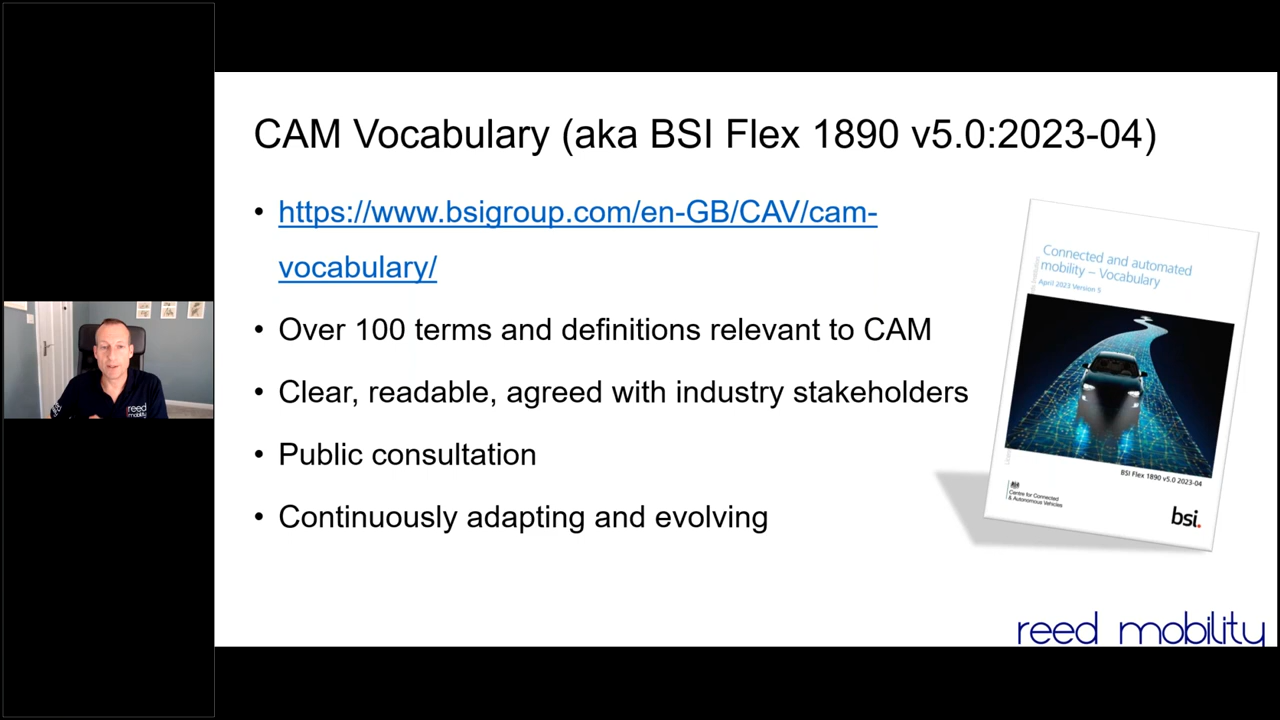 CAM Vocabulary (aka BSI Flex 1890 v5.0:2023-04)
• https://www.bsigroup.com/en-GB/CAV/cam-
vocabulary/
• Over 100 terms and definitions relevant to CAM
• Clear, readable, agreed with industry stakeholders
• Public consultation
• Continuously adapting and evolving
Connected and automated
mobility – Vocabulary
April 2023 Version 5
BSI Flex 1890 v5.0 2023-04
Centre for Connected
& Autonomous Vehicles
bsi.
reed mobility
reed
mobility